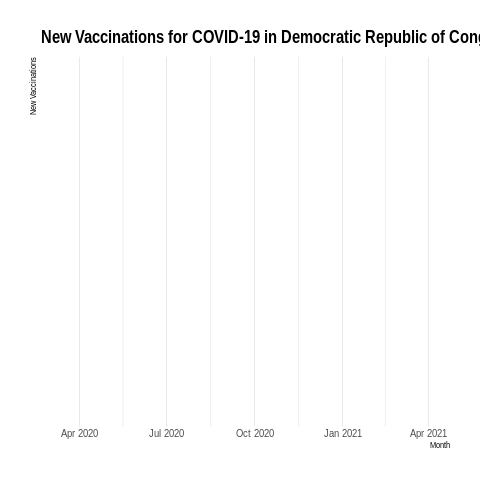 New Vaccinations for COVID-19 in Democratic Republic of Cong
New Vaccinations
Apr 2020 Jul 2020 Oct 2020 Jan 2021 Apr 2021
Month